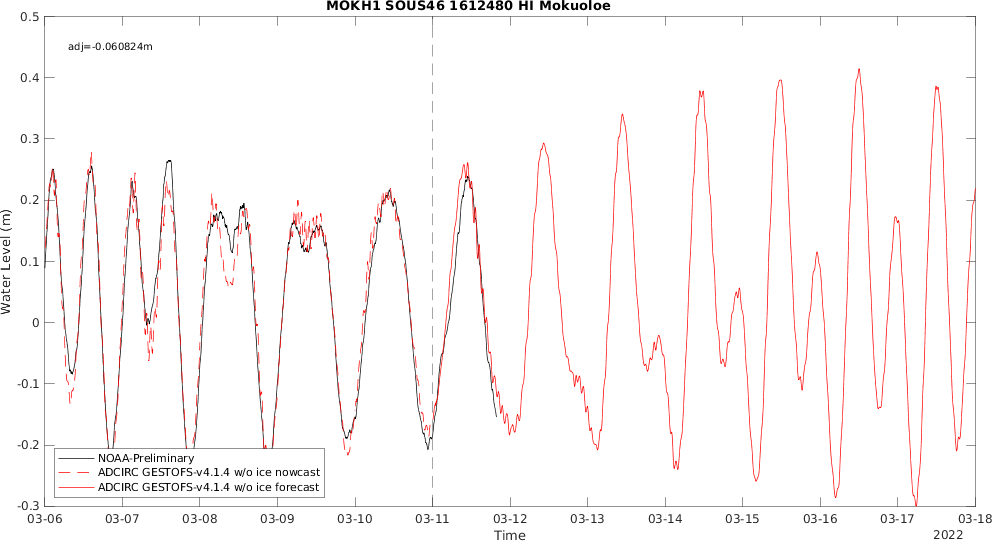 MOKH1 SOUS46 1612480 HI Mokuoloe
adj=-0.060824m
0.5
0.4
0.3
0.2
0.1
0
-0.1
-0.2
-0.3
Water Level (m)
NOAA-Preliminary
ADCIRC GESTOFS-v4.1.4 w/o ice nowcast
ADCIRC GESTOFS-v4.1.4 w/o ice forecast
03-06 03-07 03-08 03-09 03-10 03-11 03-12 03-13 03-14 03-15 03-16 03-17 03-18
Time
2022